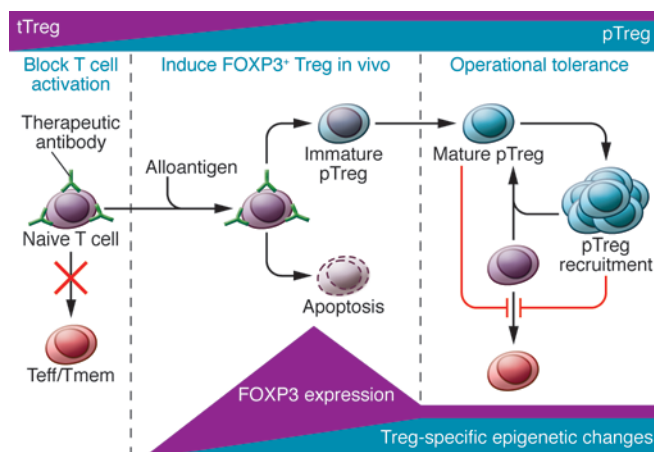 tTreg
pTreg
Block T cell
activation
Induce FOXP3⁺ Treg in vivo
Operational tolerance
Therapeutic
antibody
Alloantigen
Naive T cell
Immature
pTreg
Mature pTreg
Apoptosis
pTreg
recruitment
Teff/Tmem
FOXP3 expression
Treg-specific epigenetic changes